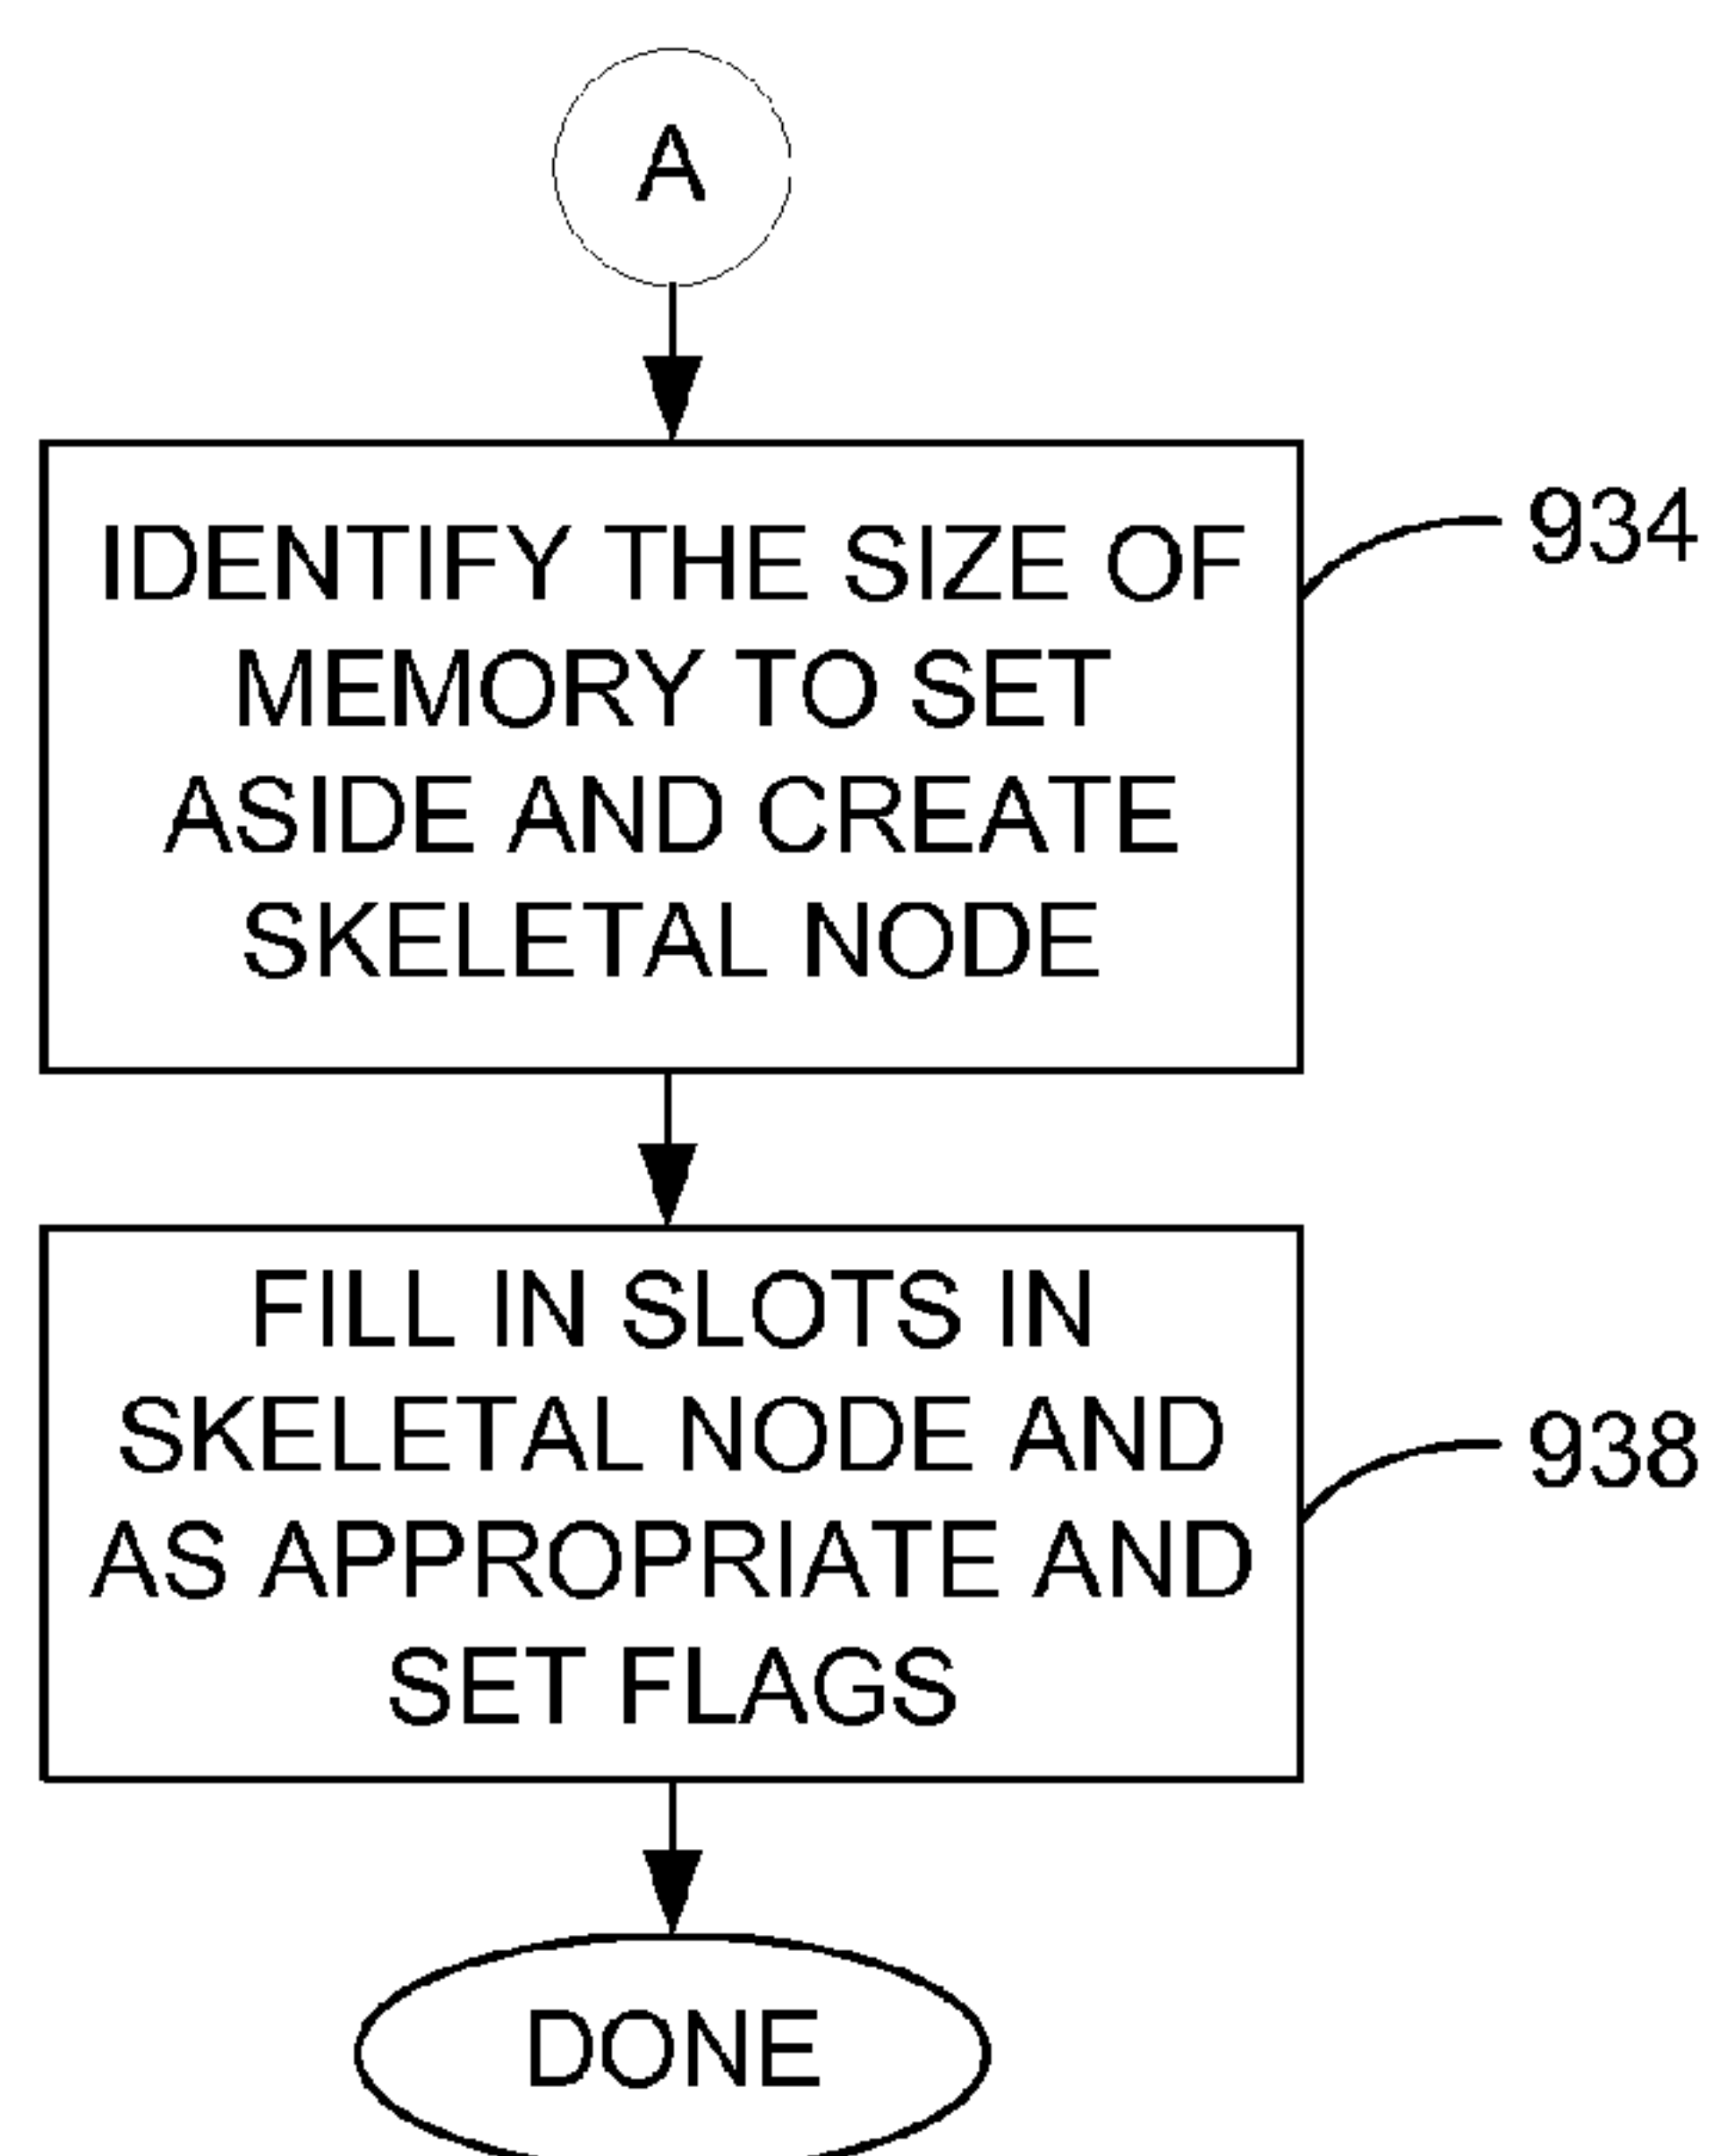 A
IDENTIFY THE SIZE OF
934
MEMORY TO SET
ASIDE AND CREATE
SKELETAL NODE
FILL IN SLOTS IN
SKELETAL NODE AND
938
AS APPROPRIATE AND
SET FLAGS
DONE